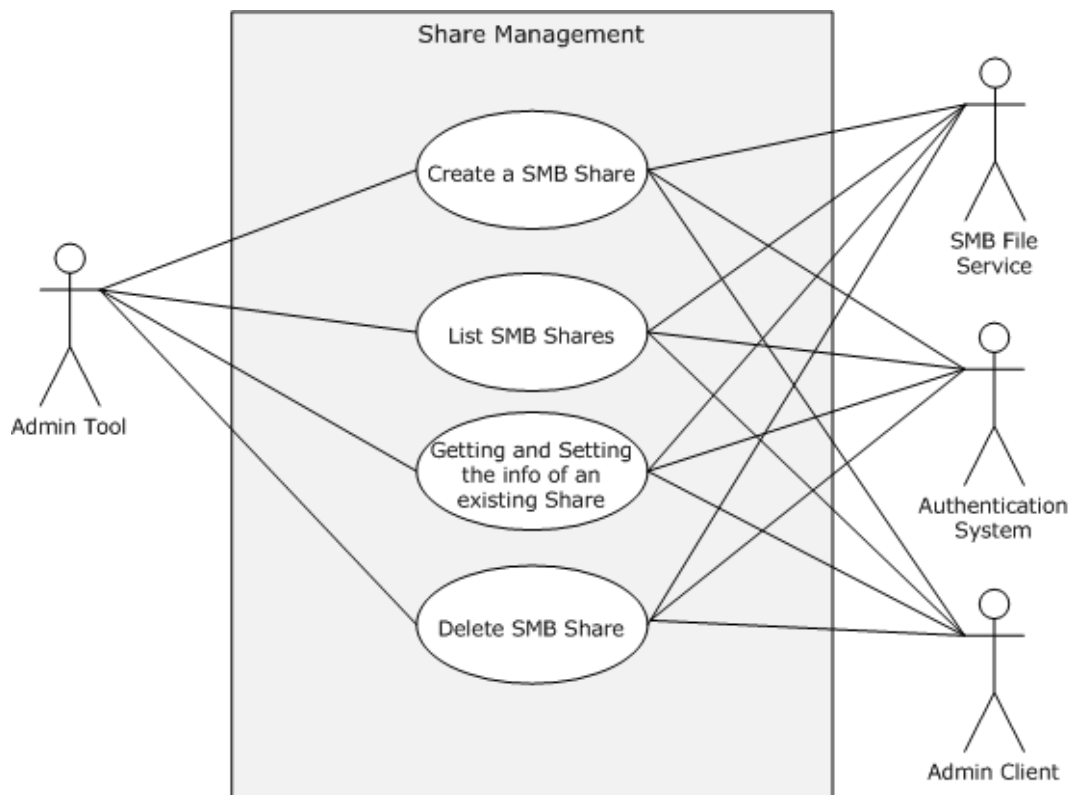 Share Management
Create a SMB Share
SMB File
Service
List SMB Shares
Admin Tool
Getting and Setting
the info of an
existing Share
Authentication
System
Delete SMB Share
Admin Client